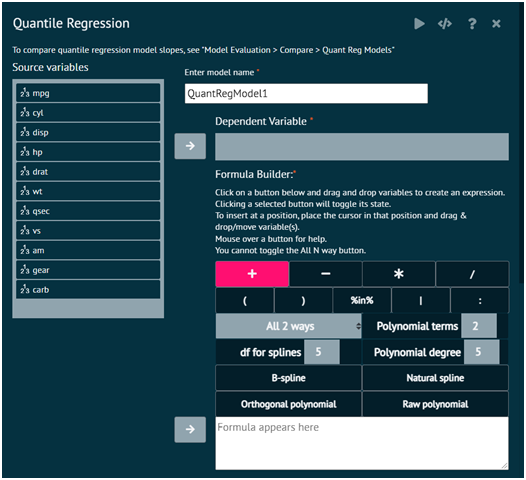 Quantile Regression
</> ? ×
To compare quantile regression model slopes, see "Model Evaluation > Compare > Quant Reg Models"
Source variables
mpg
cyl
disp
hp
drat
wt
qsec
vs
am
gear
carb
Enter model name *
QuantRegModel1
Dependent Variable *
Formula Builder:*
Click on a button below and drag and drop variables to create an expression.
Clicking a selected button will toggle its state.
To insert at a position, place the cursor in that position and drag &
drop/move variable(s).
Mouse over a button for help.
You cannot toggle the All N way button.
+ − * /
( ) %in% | :
All 2 ways Polynomial terms 2
df for splines 5 Polynomial degree 5
B-spline Natural spline
Orthogonal polynomial Raw polynomial
Formula appears here